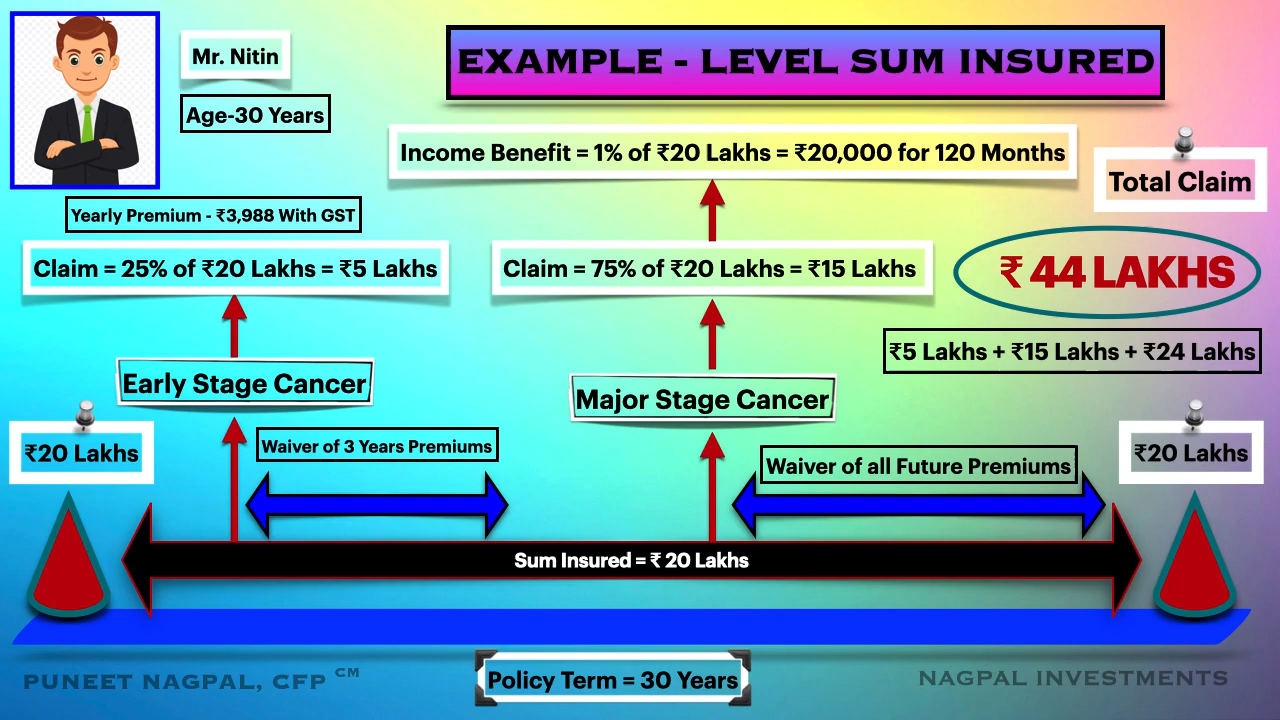 Mr. Nitin
EXAMPLE - LEVEL SUM INSURED
Age-30 Years
Income Benefit = 1% of ₹20 Lakhs = ₹20,000 for 120 Months
Total Claim
Yearly Premium - ₹3,988 With GST
Claim = 25% of ₹20 Lakhs = ₹5 Lakhs
Claim = 75% of ₹20 Lakhs = ₹15 Lakhs
₹ 44 LAKHS
₹5 Lakhs + ₹15 Lakhs + ₹24 Lakhs
Early Stage Cancer
Major Stage Cancer
₹20 Lakhs
Waiver of 3 Years Premiums
Waiver of all Future Premiums
₹20 Lakhs
Sum Insured = ₹ 20 Lakhs
PUNEET NAGPAL, CFP CM
Policy Term = 30 Years
NAGPAL INVESTMENTS